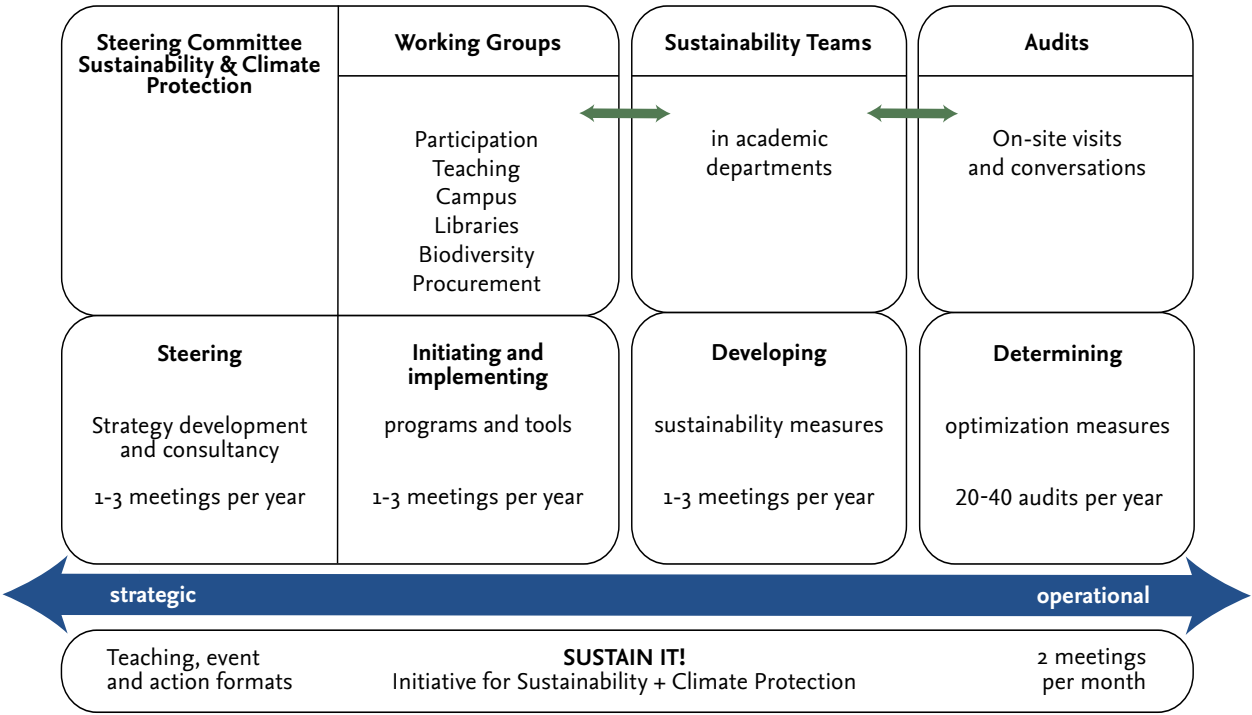 Steering Committee
Sustainability & Climate
Protection
Working Groups
Participation
Teaching
Campus
Libraries
Biodiversity
Procurement
Sustainability Teams
in academic
departments
Audits
On-site visits
and conversations
Steering
Strategy development
and consultancy
1-3 meetings per year
Initiating and
implementing
programs and tools
1-3 meetings per year
Developing
sustainability measures
1-3 meetings per year
Determining
optimization measures
20-40 audits per year
strategic
operational
Teaching, event
and action formats
SUSTAIN IT!
Initiative for Sustainability + Climate Protection
2 meetings
per month